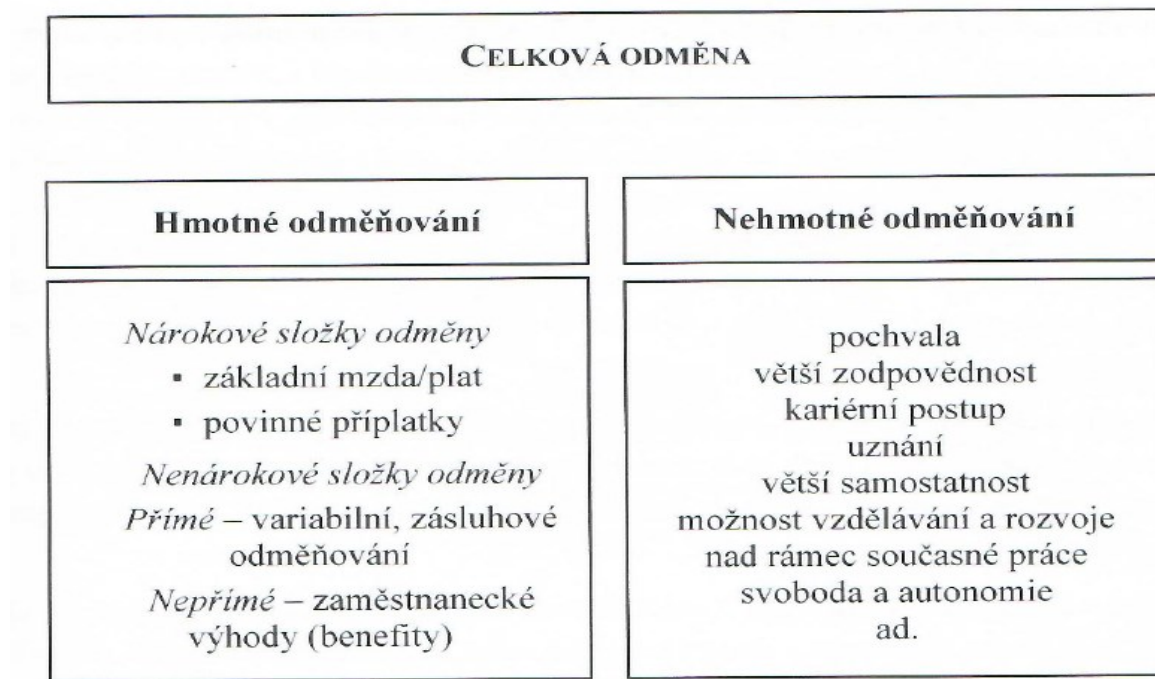 CELKOVÁ ODMĚNA
Hmotné odměňování
Nárokové složky odměny
▪ základní mzda/plat
▪ povinné příplatky
Nenárokové složky odměny
Přímé – variabilní, zásluhové
odměňování
Nepřímé – zaměstnanecké
výhody (benefity)
Nehmotné odměňování
pochvala
větší zodpovědnost
kariérní postup
uznání
větší samostatnost
možnost vzdělávání a rozvoje
nad rámec současné práce
svoboda a autonomie
ad.